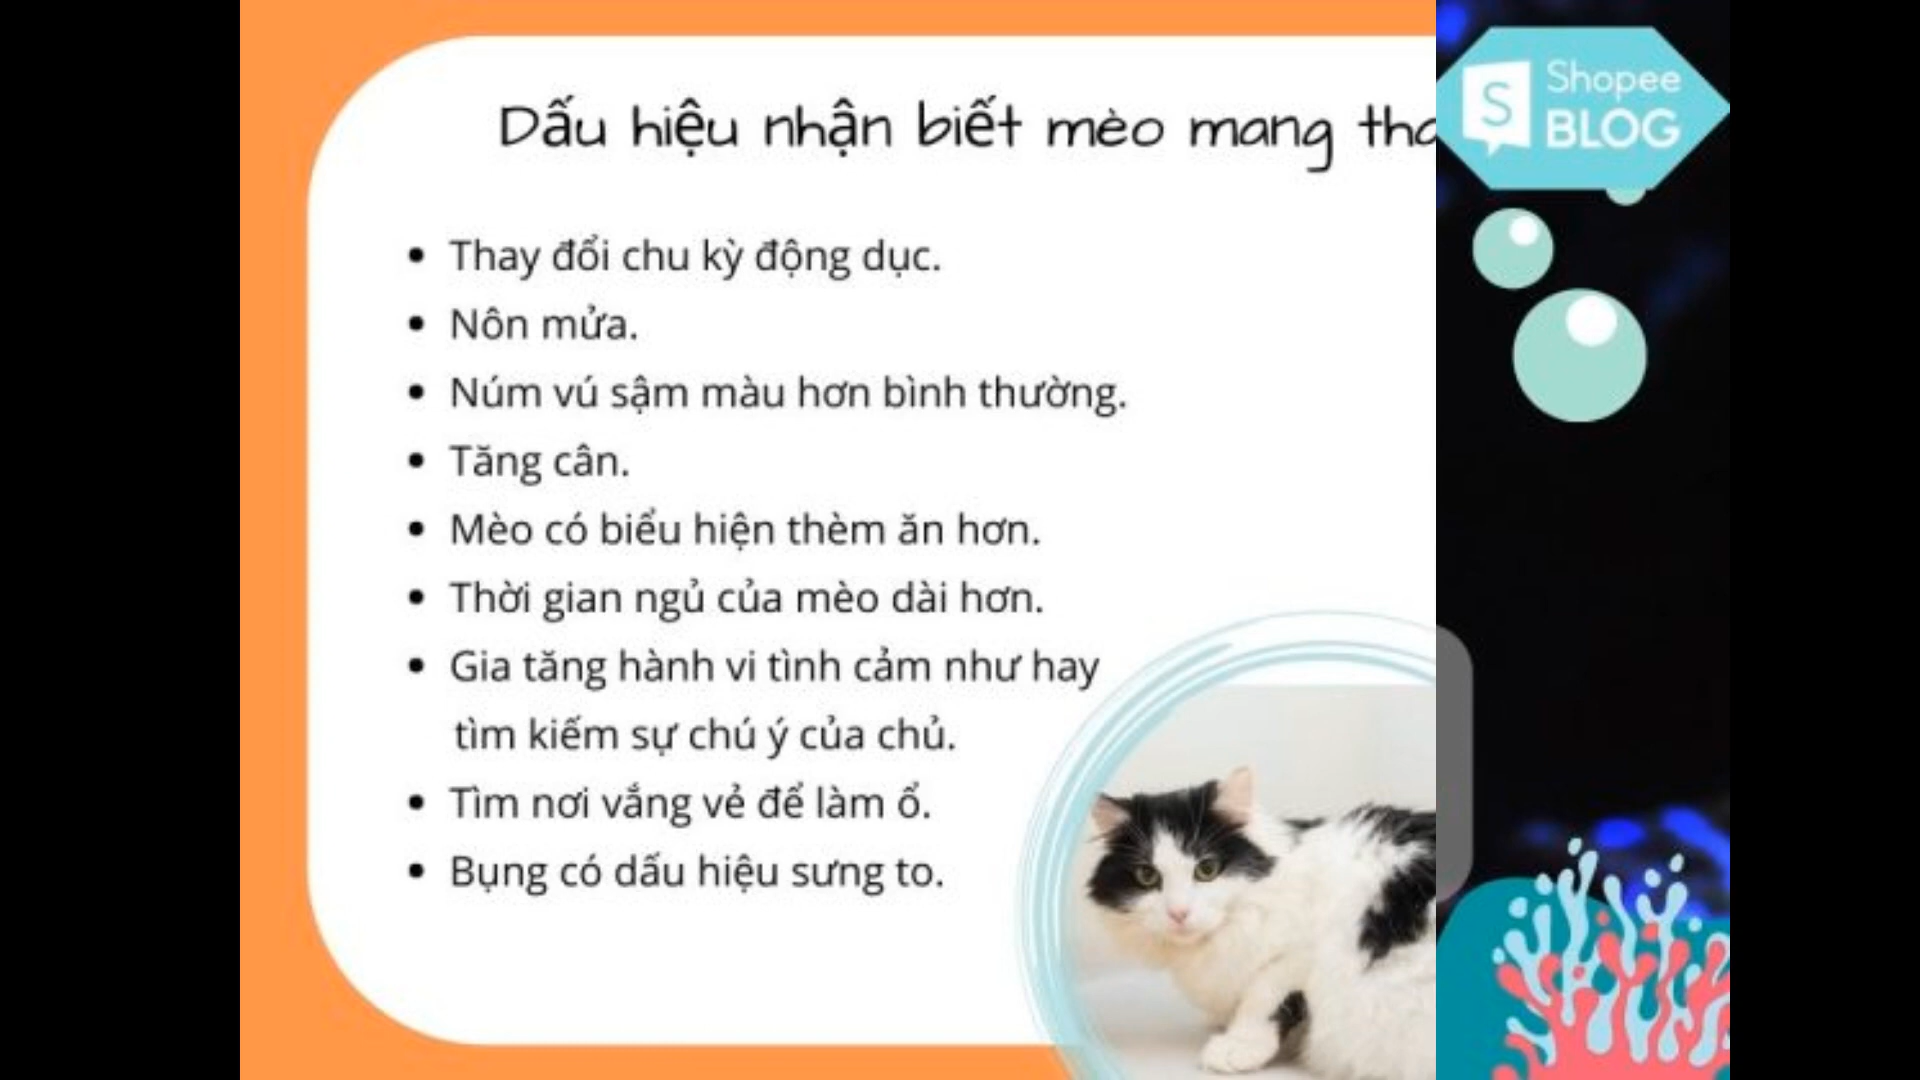 Dấu hiệu nhận biết mèo mang
Shopee
BLOG
Thay đổi chu kỳ động dục.
Nôn mửa.
Núm vú sậm màu hơn bình thường.
Tăng cân.
Mèo có biểu hiện thèm ăn hơn.
Thời gian ngủ của mèo dài hơn.
Gia tăng hành vi tình cảm như hay
tìm kiếm sự chú ý của chủ.
Tìm nơi vắng vẻ để làm ổ.
Bụng có dấu hiệu sưng to.